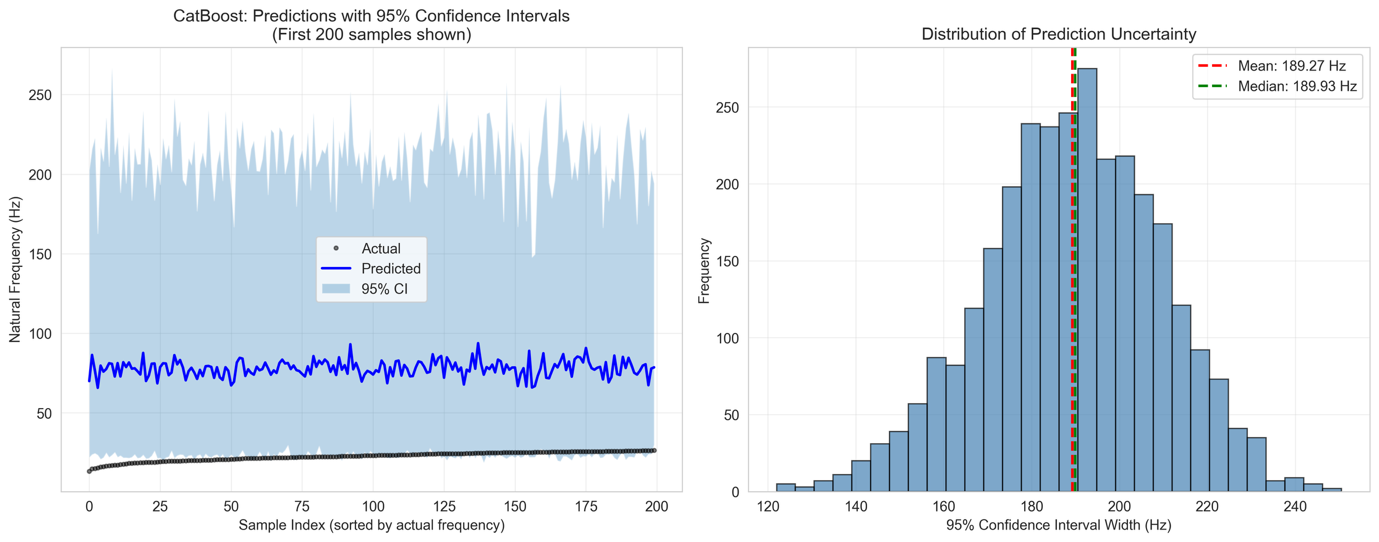 CatBoost: Predictions with 95% Confidence Intervals
(First 200 samples shown)
250
200
150
100
50
Natural Frequency (Hz)
Actual
Predicted
95% CI
0
25
50
75
100
125
150
175
200
Sample Index (sorted by actual frequency)
Distribution of Prediction Uncertainty
Mean: 189.27 Hz
Median: 189.93 Hz
250
200
150
100
50
0
Frequency
120
140
160
180
200
220
240
95% Confidence Interval Width (Hz)